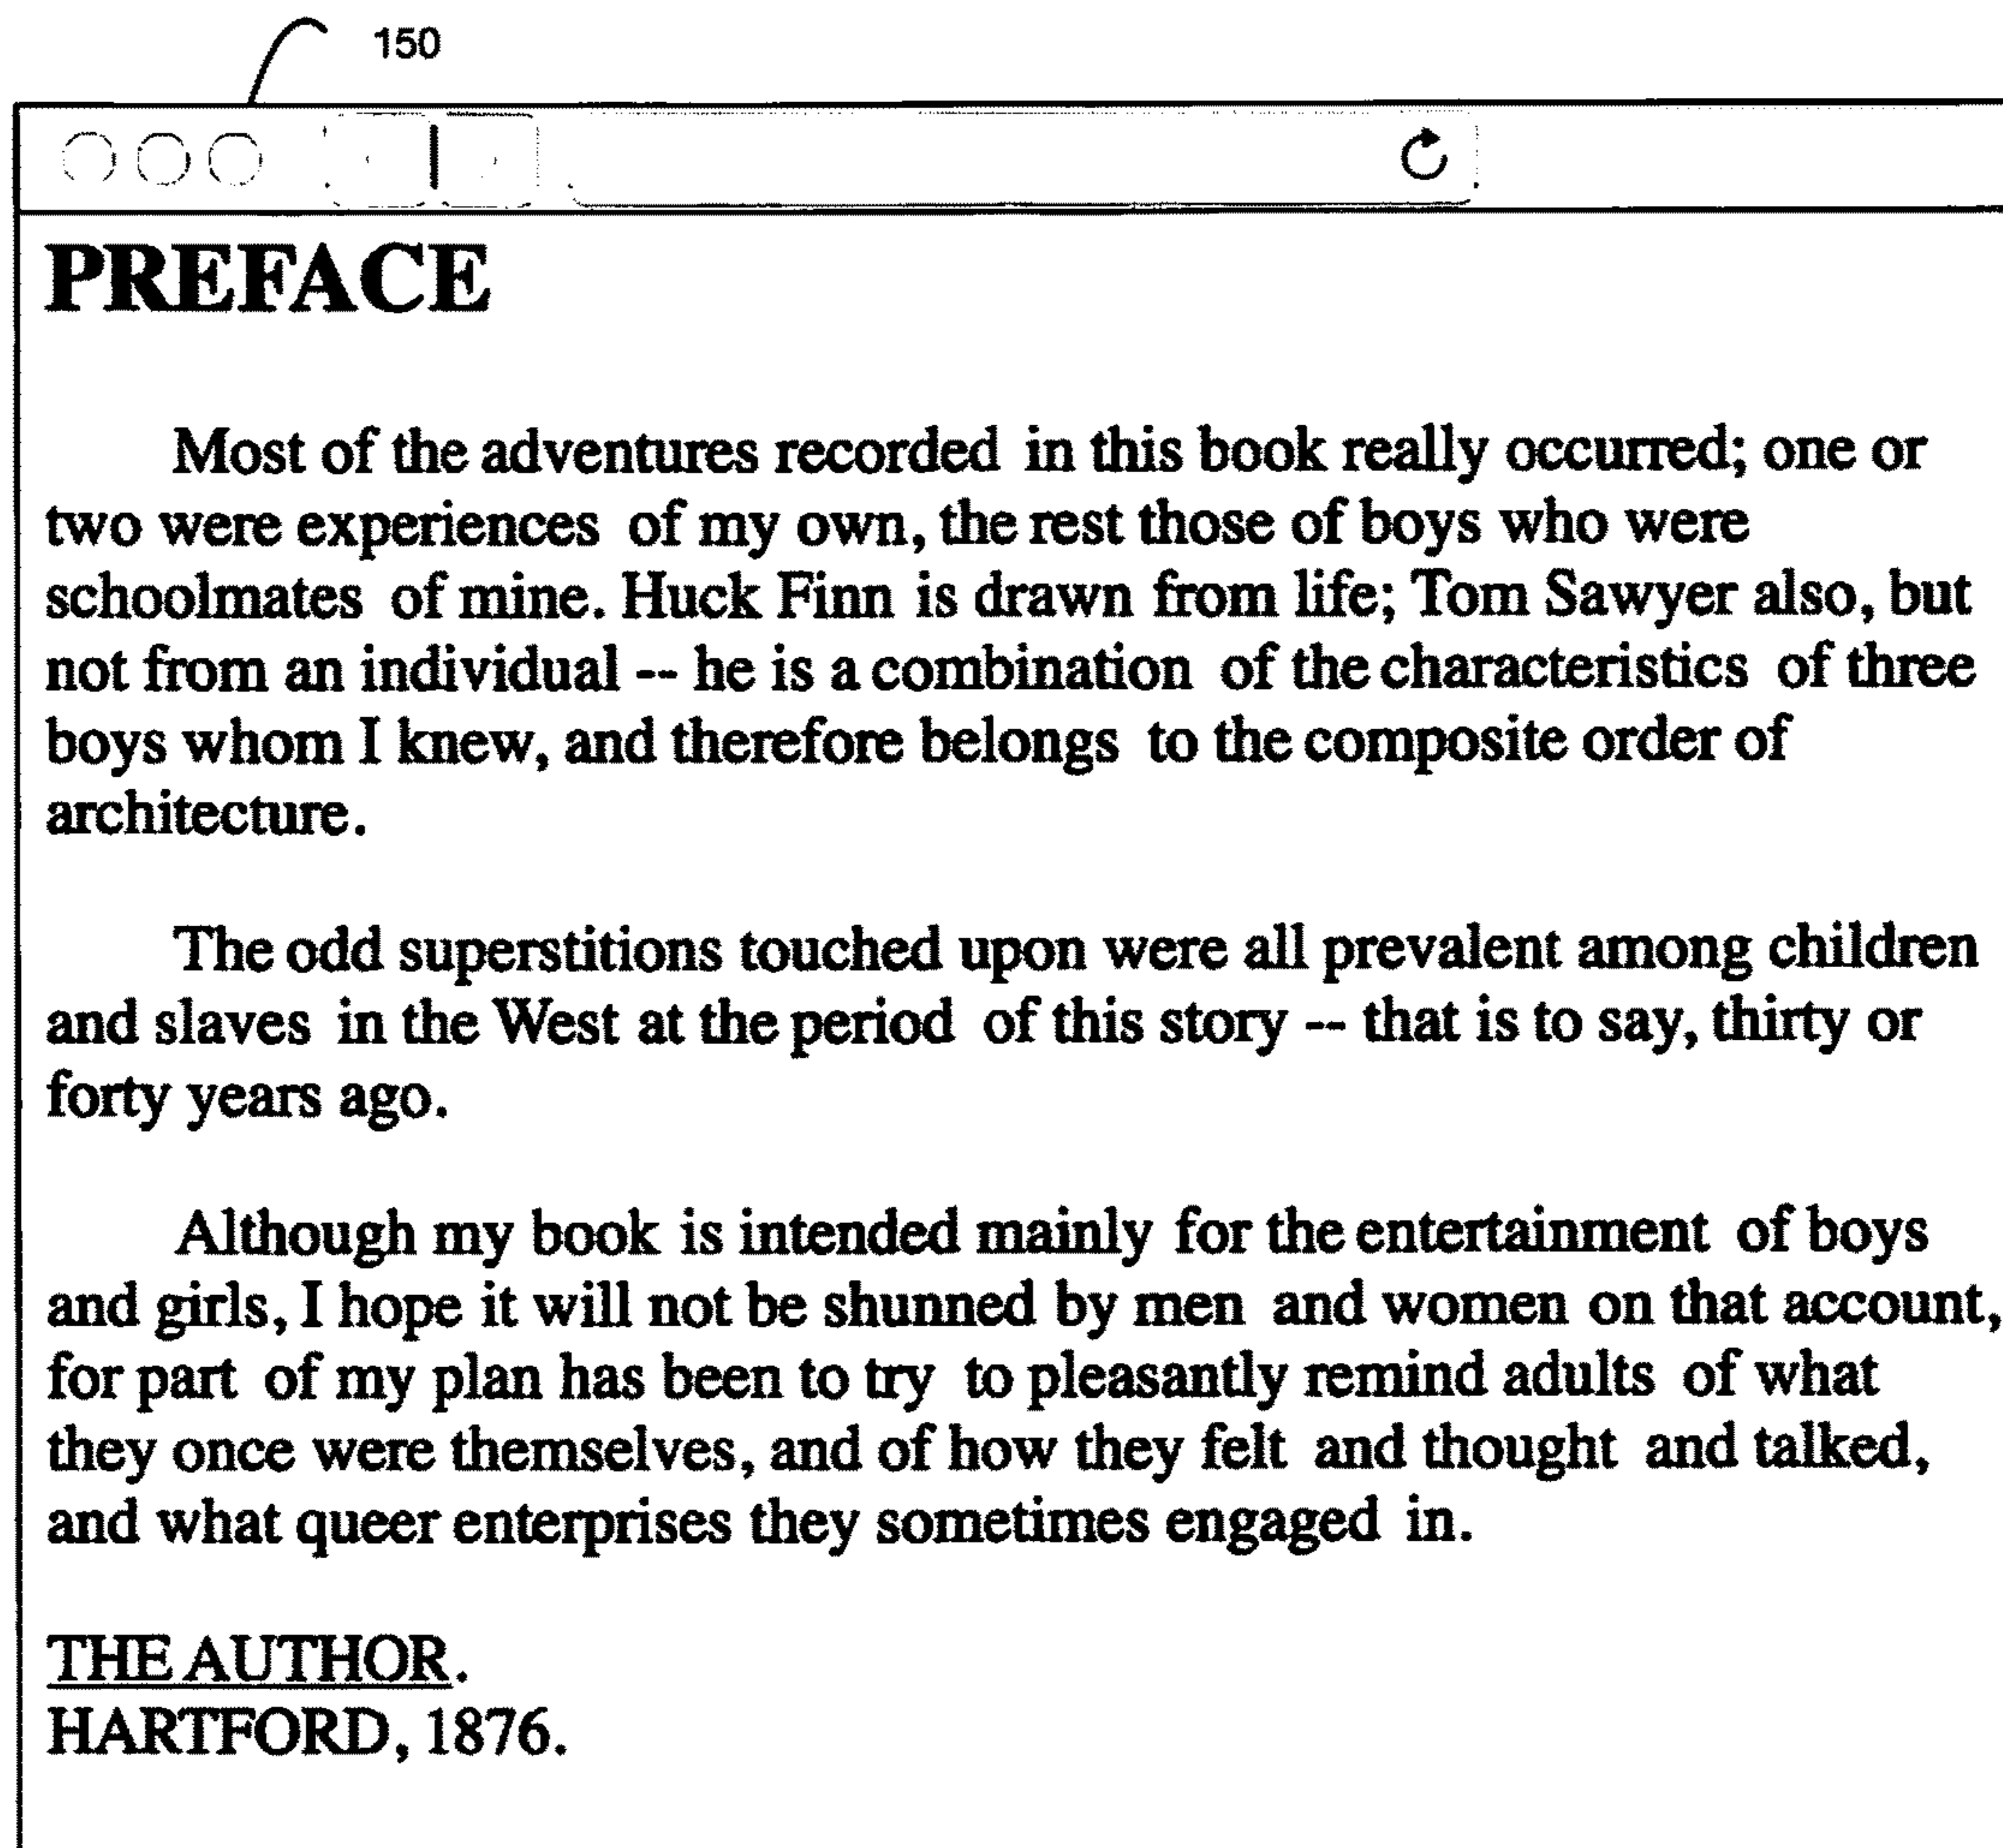 150
PREFACE
Most of the adventures recorded in this book really occurred; one or
two were experiences of my own, the rest those of boys who were
schoolmates of mine. Huck Finn is drawn from life; Tom Sawyer also, but
not from an individual -- he is a combination of the characteristics of three
boys whom I knew, and therefore belongs to the composite order of
architecture.
The odd superstitions touched upon were all prevalent among children
and slaves in the West at the period of this story -- that is to say, thirty or
forty years ago.
Although my book is intended mainly for the entertainment of boys
and girls, I hope it will not be shunned by men and women on that account,
for part of my plan has been to try to pleasantly remind adults of what
they once were themselves, and of how they felt and thought and talked,
and what queer enterprises they sometimes engaged in.
THE AUTHOR.
HARTFORD, 1876.